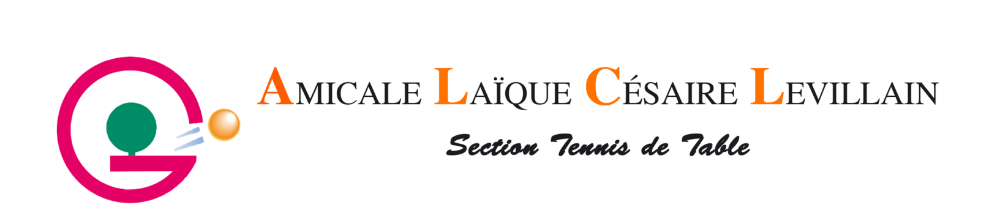 AMICALE LAÏQUE CÉSAIRE LEVILLAIN
Section Tennis de Table